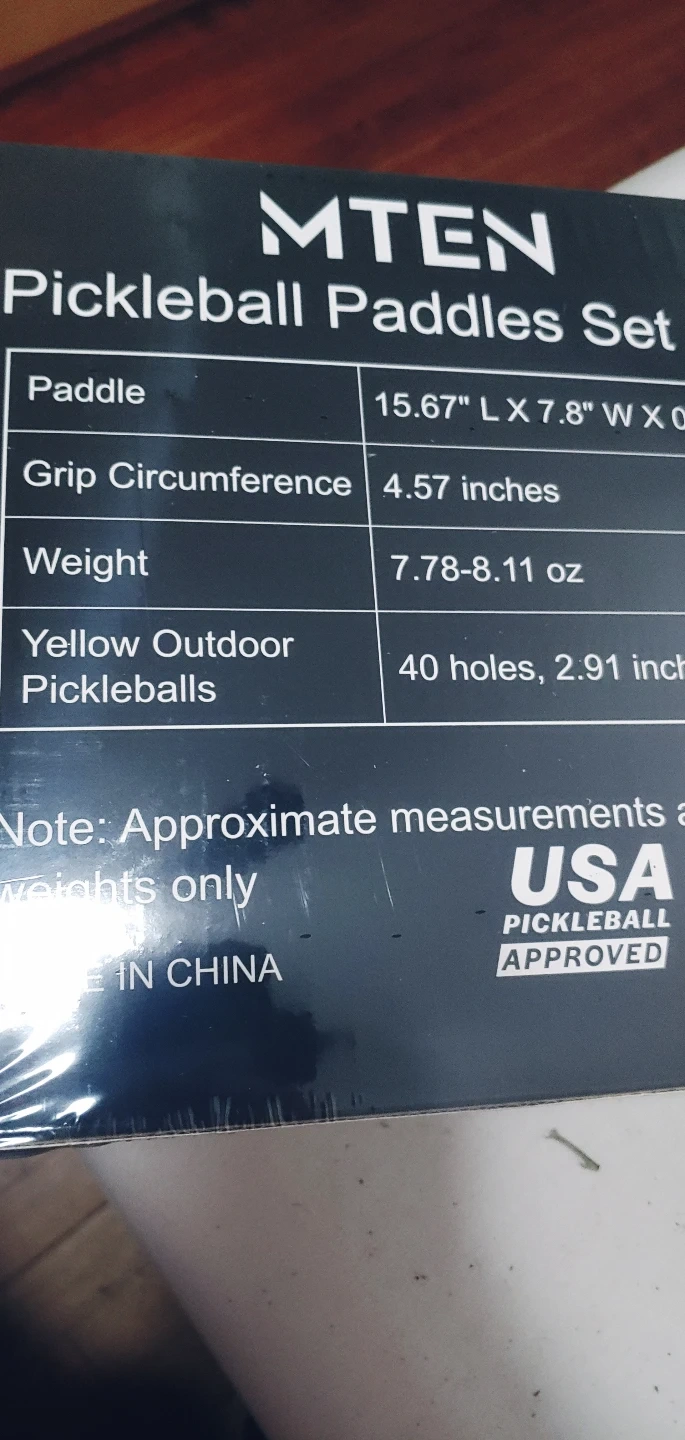 MTEN
Pickleball Paddles Set
Paddle 15.67" L X 7.8" W X
Grip Circumference 4.57 inches
Weight 7.78-8.11 oz
Yellow Outdoor
Pickleballs
40 holes, 2.91
Note: Approximate measurements
weights only
USA
PICKLEBALL
APPROVED
IN CHINA